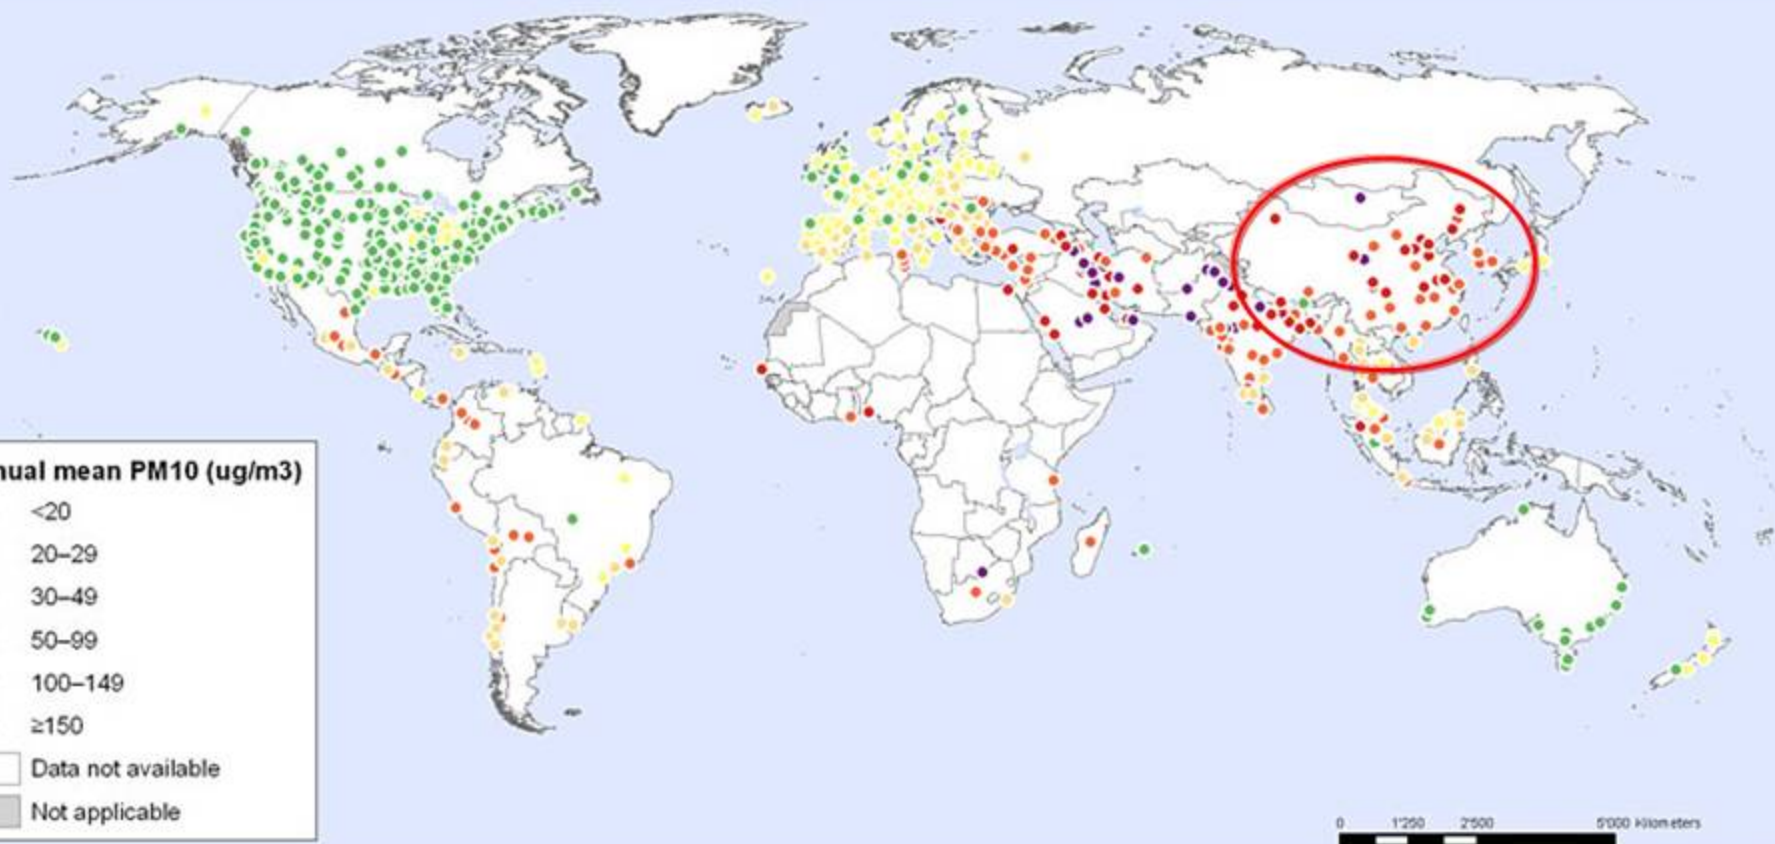 nual mean PM10 (ug/m3)
<20
20–29
30–49
50–99
100–149
≥150
Data not available
Not applicable
0 1'250 2'500 5'000 Kilometers